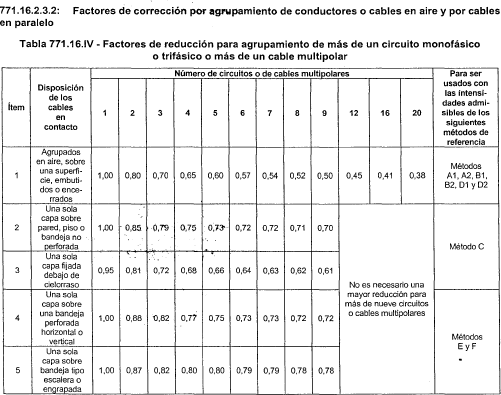 771.16.2.3.2: Factores de corrección por agrupamiento de conductores o cables en aire y por cables
en paralelo
Tabla 771.16.IV - Factores de reducción para agrupamiento de más de un circuito monofásico
o trifásico o más de un cable multipolar
Ítem
Disposición
de los
cables
en
contacto
Número de circuitos o de cables multipolares
1 2 3 4 5 6 7 8 9 12 16 20
Para ser
usados con
las intensi-
dades admi-
sibles de los
siguientes
métodos de
referencia
1
Agrupados
en aire, sobre
una superfi-
cie, embuti-
dos o ence-
rrados
1,00 0,80 0,70 0,65 0,60 0,57 0,54 0,52 0,50 0,45 0,41 0,38
Métodos
A1, A2, B1,
B2, D1 y D2
2
Una sola
capa sobre
pared, piso o
bandeja no
perforada
1,00 0,85 0,79 0,75 0,73 0,72 0,72 0,71 0,70
3
Una sola
capa fijada
debajo de
cielorraso
0,95 0,81 0,72 0,68 0,66 0,64 0,63 0,62 0,61
Método C
No es necesario una
mayor reducción para
más de nueve circuitos
o cables multipolares
4
Una sola
capa sobre
una bandeja
perforada
horizontal o
vertical
1,00 0,88 0,82 0,77 0,75 0,73 0,73 0,72 0,72
5
Una sola
capa sobre
bandeja tipo
escalera o
engrapada
1,00 0,87 0,82 0,80 0,80 0,79 0,79 0,78 0,78
Métodos
E y F